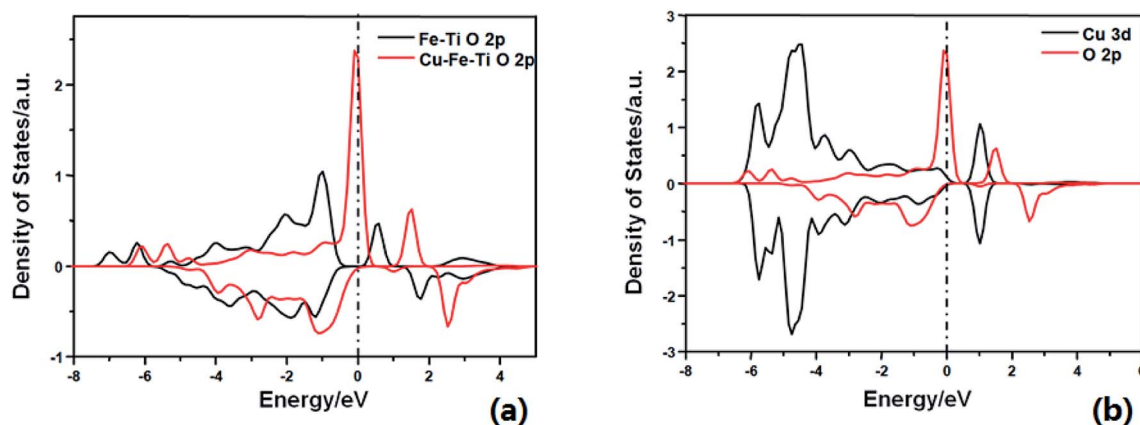 Fe-Ti O 2p
Cu-Fe-Ti O 2p
Density of States/a.u.
2
1
0
-1
-8 -6 -4 -2 0 2 4
Energy/eV
(a)
Cu 3d
O 2p
Density of States/a.u.
3
2
1
0
-1
-2
-3
-8 -6 -4 -2 0 2 4
Energy/eV
(b)